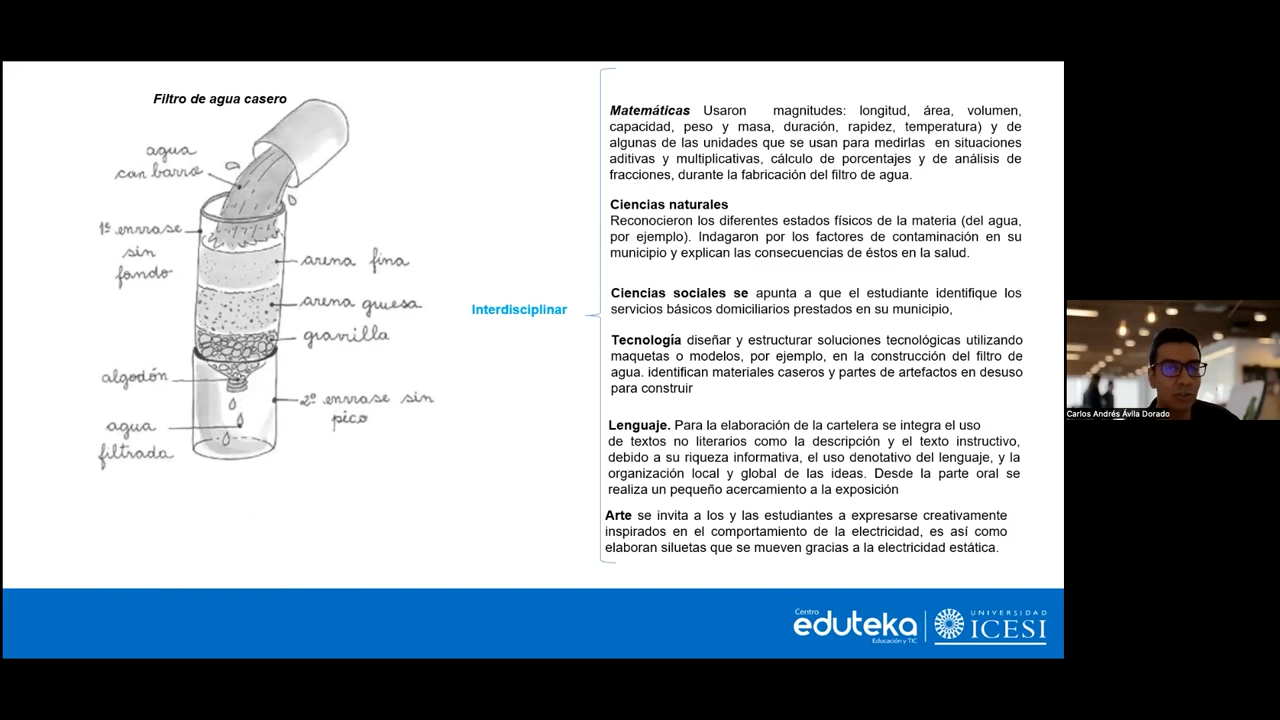 Filtro de agua casero
agua
con barro
1º envase
sin
fondo
arena fina
arena gruesa
gravilla
algodón
2º envase sin
pico
agua
filtrada
Interdisciplinar
Matemáticas Usaron magnitudes: longitud, área, volumen,
capacidad, peso y masa, duración, rapidez, temperatura) y de
algunas de las unidades que se usan para medirlas en situaciones
aditivas y multiplicativas, cálculo de porcentajes y de análisis de
fracciones, durante la fabricación del filtro de agua.
Ciencias naturales
Reconocieron los diferentes estados físicos de la materia (del agua,
por ejemplo). Indagaron por los factores de contaminación en su
municipio y explican las consecuencias de éstos en la salud.
Ciencias sociales se apunta a que el estudiante identifique los
servicios básicos domiciliarios prestados en su municipio,
Tecnología diseñar y estructurar soluciones tecnológicas utilizando
maquetas o modelos, por ejemplo, en la construcción del filtro de
agua. identifican materiales caseros y partes de artefactos en desuso
para construir
Lenguaje. Para la elaboración de la cartelera se integra el uso
de textos no literarios como la descripción y el texto instructivo,
debido a su riqueza informativa, el uso denotativo del lenguaje, y la
organización local y global de las ideas. Desde la parte oral se
realiza un pequeño acercamiento a la exposición
Arte se invita a los y las estudiantes a expresarse creativamente
inspirados en el comportamiento de la electricidad, es así como
elaboran siluetas que se mueven gracias a la electricidad estática.
Carlos Andrés Ávila Dorado
Centro
eduteka
Educación y TIC
UNIVERSIDAD
ICESI